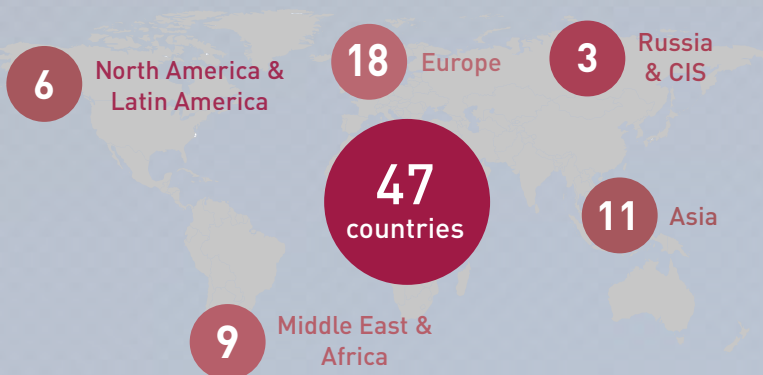 6
North America &
Latin America
18
Europe
3
Russia
& CIS
47
countries
11
Asia
9
Middle East &
Africa